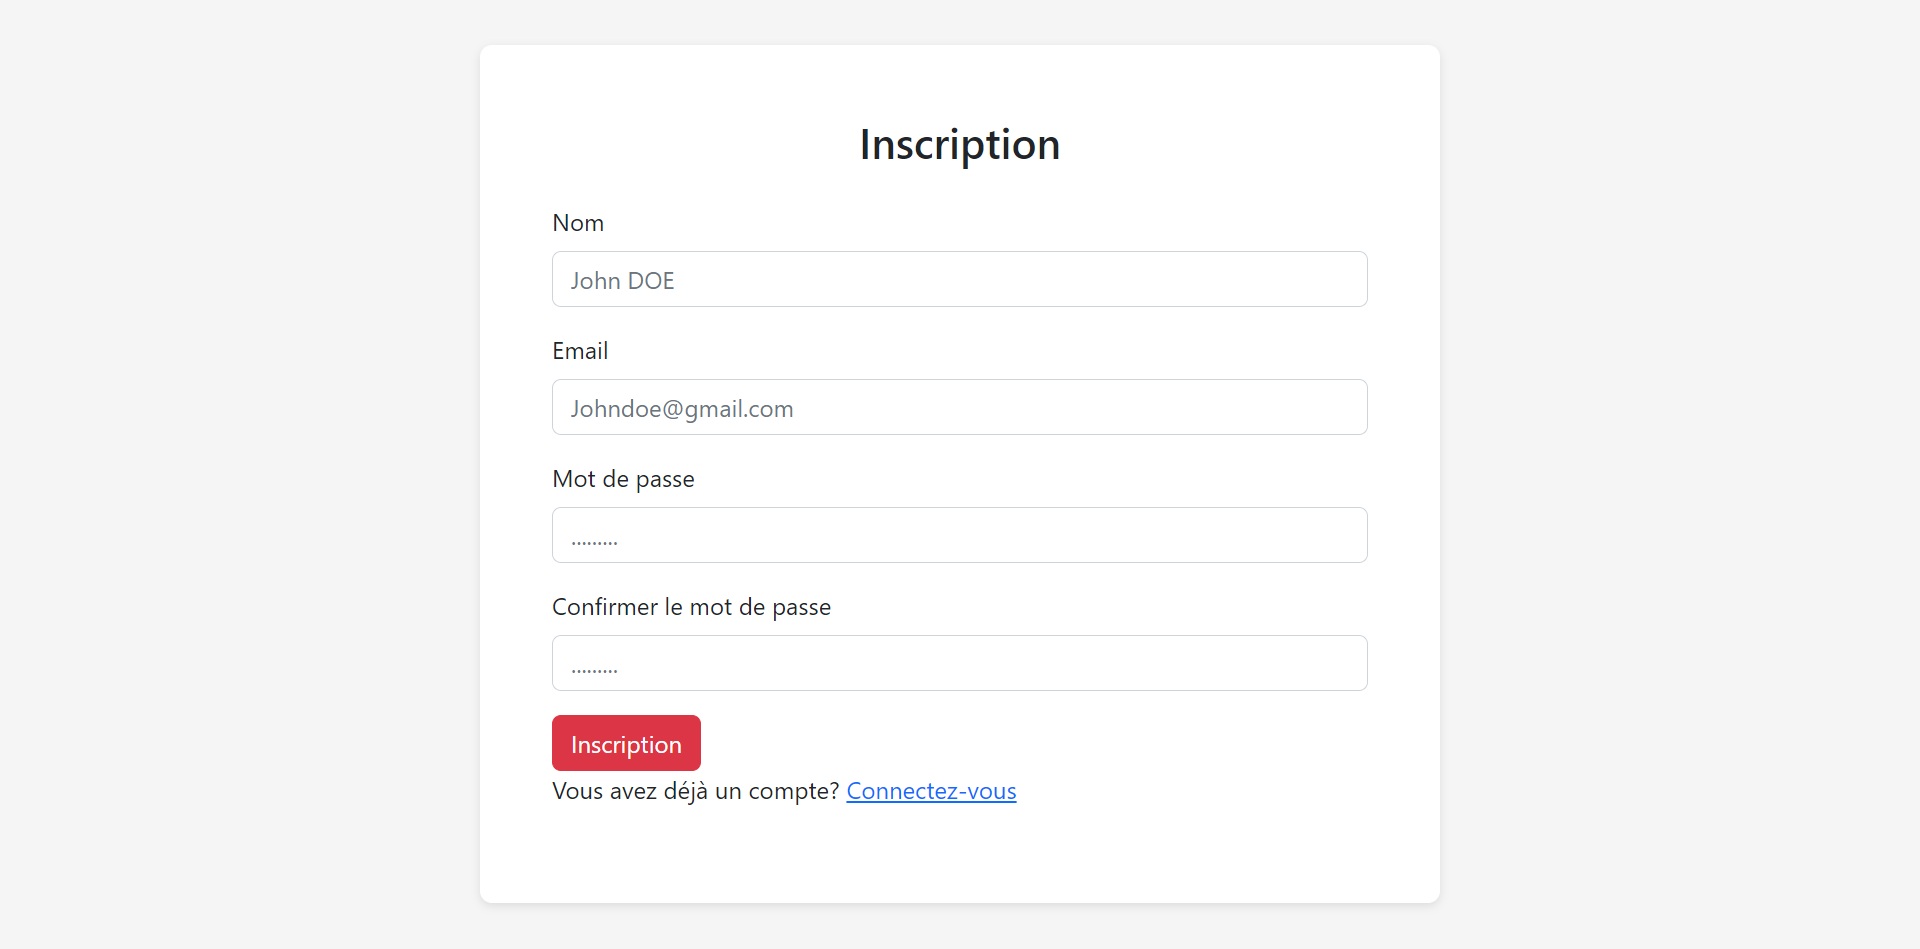 Inscription
Nom
John DOE
Email
Johndoe@gmail.com
Mot de passe
.........
Confirmer le mot de passe
.........
Inscription
Vous avez déjà un compte? Connectez-vous